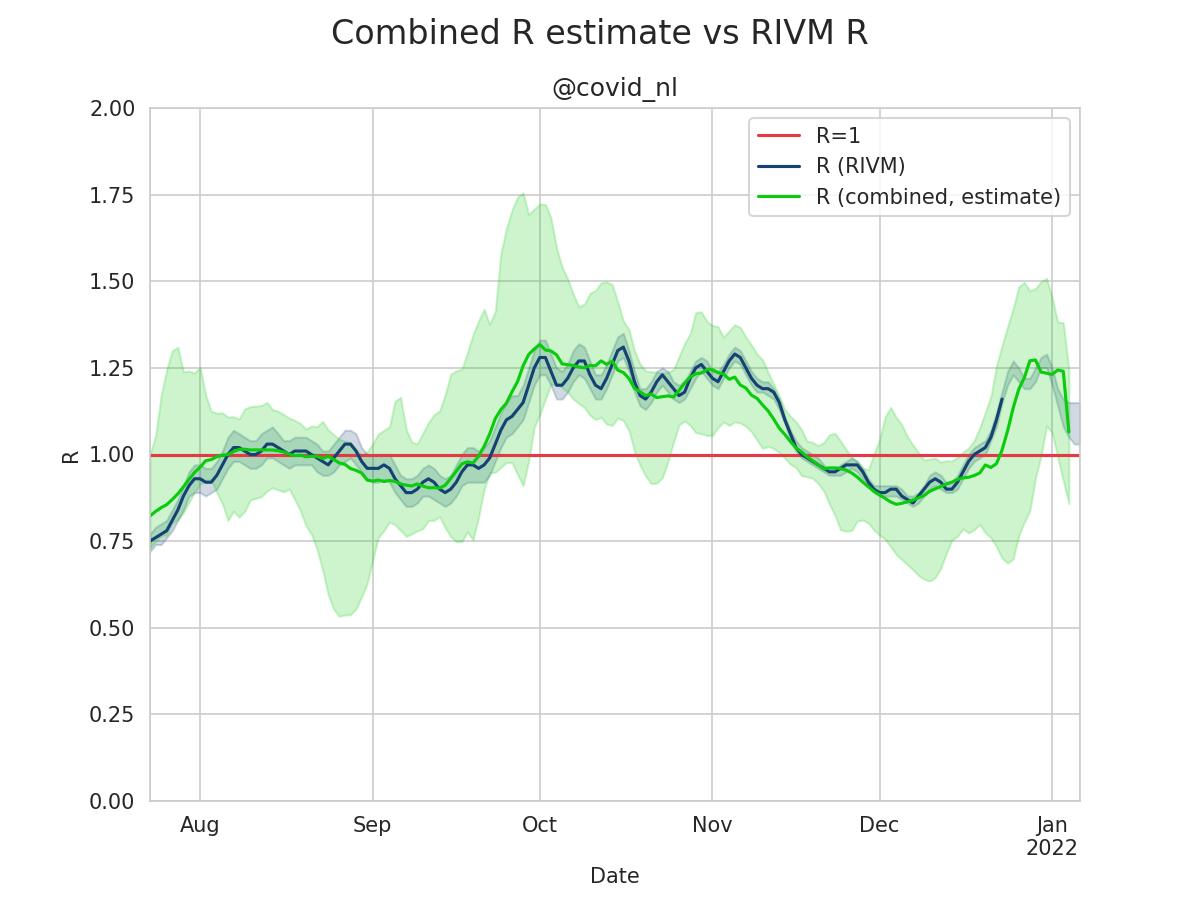 Combined R estimate vs RIVM R
@covid_nl
R=1
R (RIVM)
R (combined, estimate)
2.00
1.75
1.50
1.25
1.00
0.75
0.50
0.25
0.00
R
Aug Sep Oct Nov Dec Jan
2022
Date